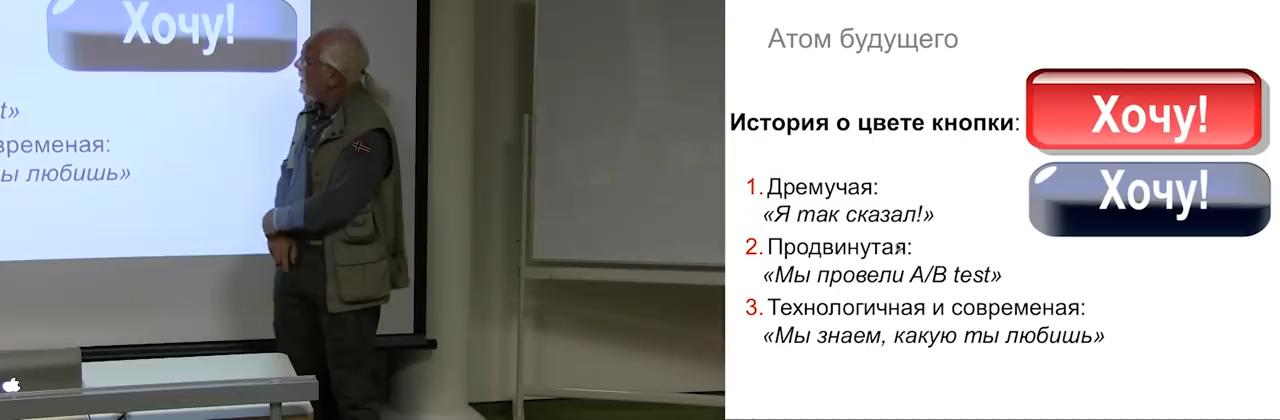 Хочу!
t»
временая:
ы любишь»
Атом будущего
Хочу!
История о цвете кнопки:
Хочу!
1. Дремучая:
«Я так сказал!»
2. Продвинутая:
«Мы провели A/B test»
3. Технологичная и современая:
«Мы знаем, какую ты любишь»